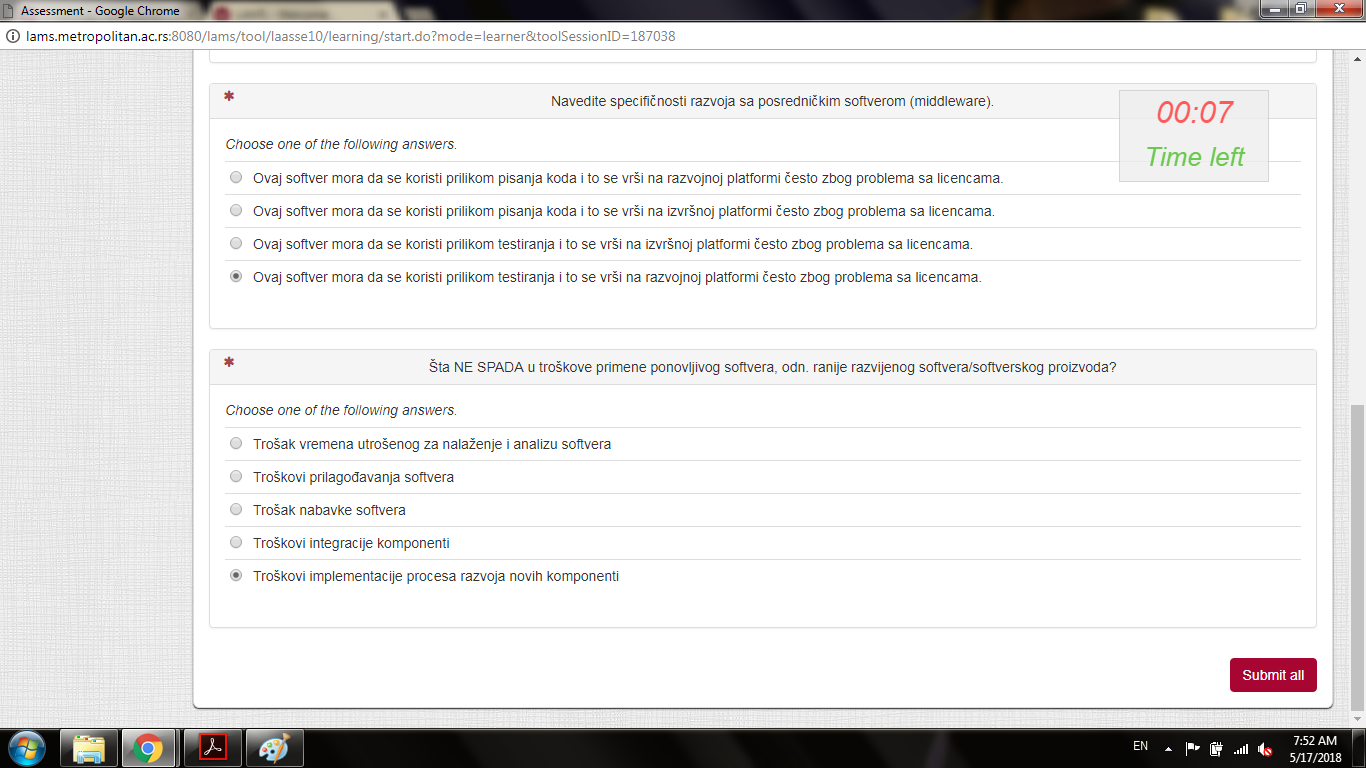 Assessment - Google Chrome
lams.metropolitan.ac.rs:8080/lams/tool/laasse10/learning/start.do?mode=learner&toolSessionID=187038
* Navedite specifičnosti razvoja sa posredničkim softverom (middleware).
00:07
Time left
Choose one of the following answers.
Ovaj softver mora da se koristi prilikom pisanja koda i to se vrši na razvojnoj platformi često zbog problema sa licencama.
Ovaj softver mora da se koristi prilikom pisanja koda i to se vrši na izvršnoj platformi često zbog problema sa licencama.
Ovaj softver mora da se koristi prilikom testiranja i to se vrši na izvršnoj platformi često zbog problema sa licencama.
Ovaj softver mora da se koristi prilikom testiranja i to se vrši na razvojnoj platformi često zbog problema sa licencama.
* Šta NE SPADA u troškove primene ponovljivog softvera, odn. ranije razvijenog softvera/softverskog proizvoda?
Choose one of the following answers.
Trošak vremena utrošenog za nalaženje i analizu softvera
Troškovi prilagođavanja softvera
Trošak nabavke softvera
Troškovi integracije komponenti
Troškovi implementacije procesa razvoja novih komponenti
Submit all
EN
7:52 AM
5/17/2018